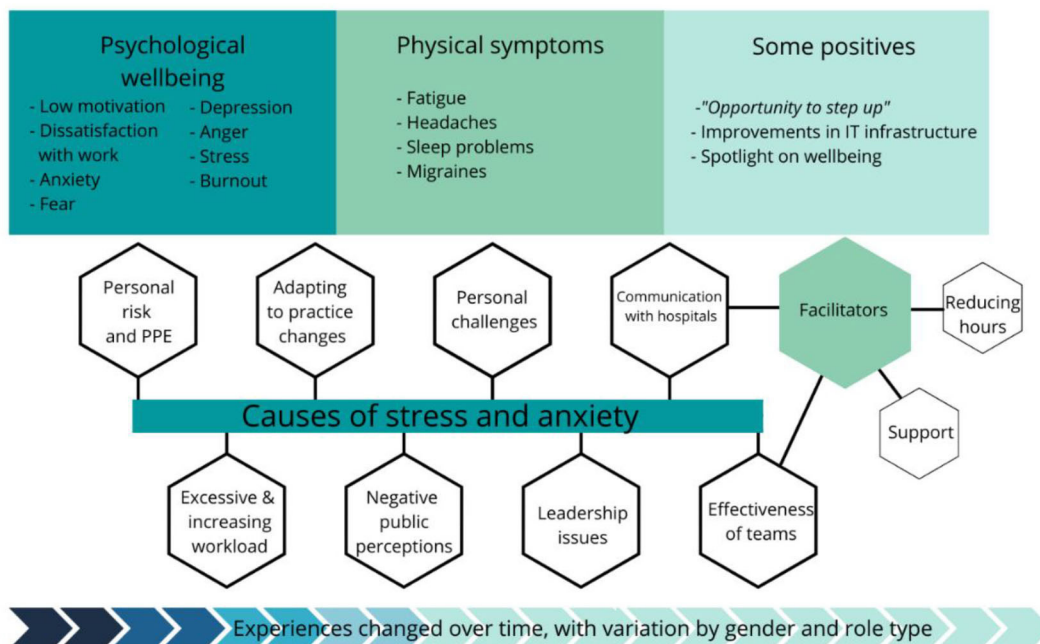 Psychological
wellbeing
- Low motivation
- Dissatisfaction
with work
- Anxiety
- Fear
- Depression
- Anger
- Stress
- Burnout
Physical symptoms
- Fatigue
- Headaches
- Sleep problems
- Migraines
Some positives
-"Opportunity to step up"
- Improvements in IT infrastructure
- Spotlight on wellbeing
Personal
risk
and PPE
Adapting
to practice
changes
Personal
challenges
Communication
with hospitals
Facilitators
Reducing
hours
Support
Causes of stress and anxiety
Excessive &
increasing
workload
Negative
public
perceptions
Leadership
issues
Effectiveness
of teams
Experiences changed over time, with variation by gender and role type